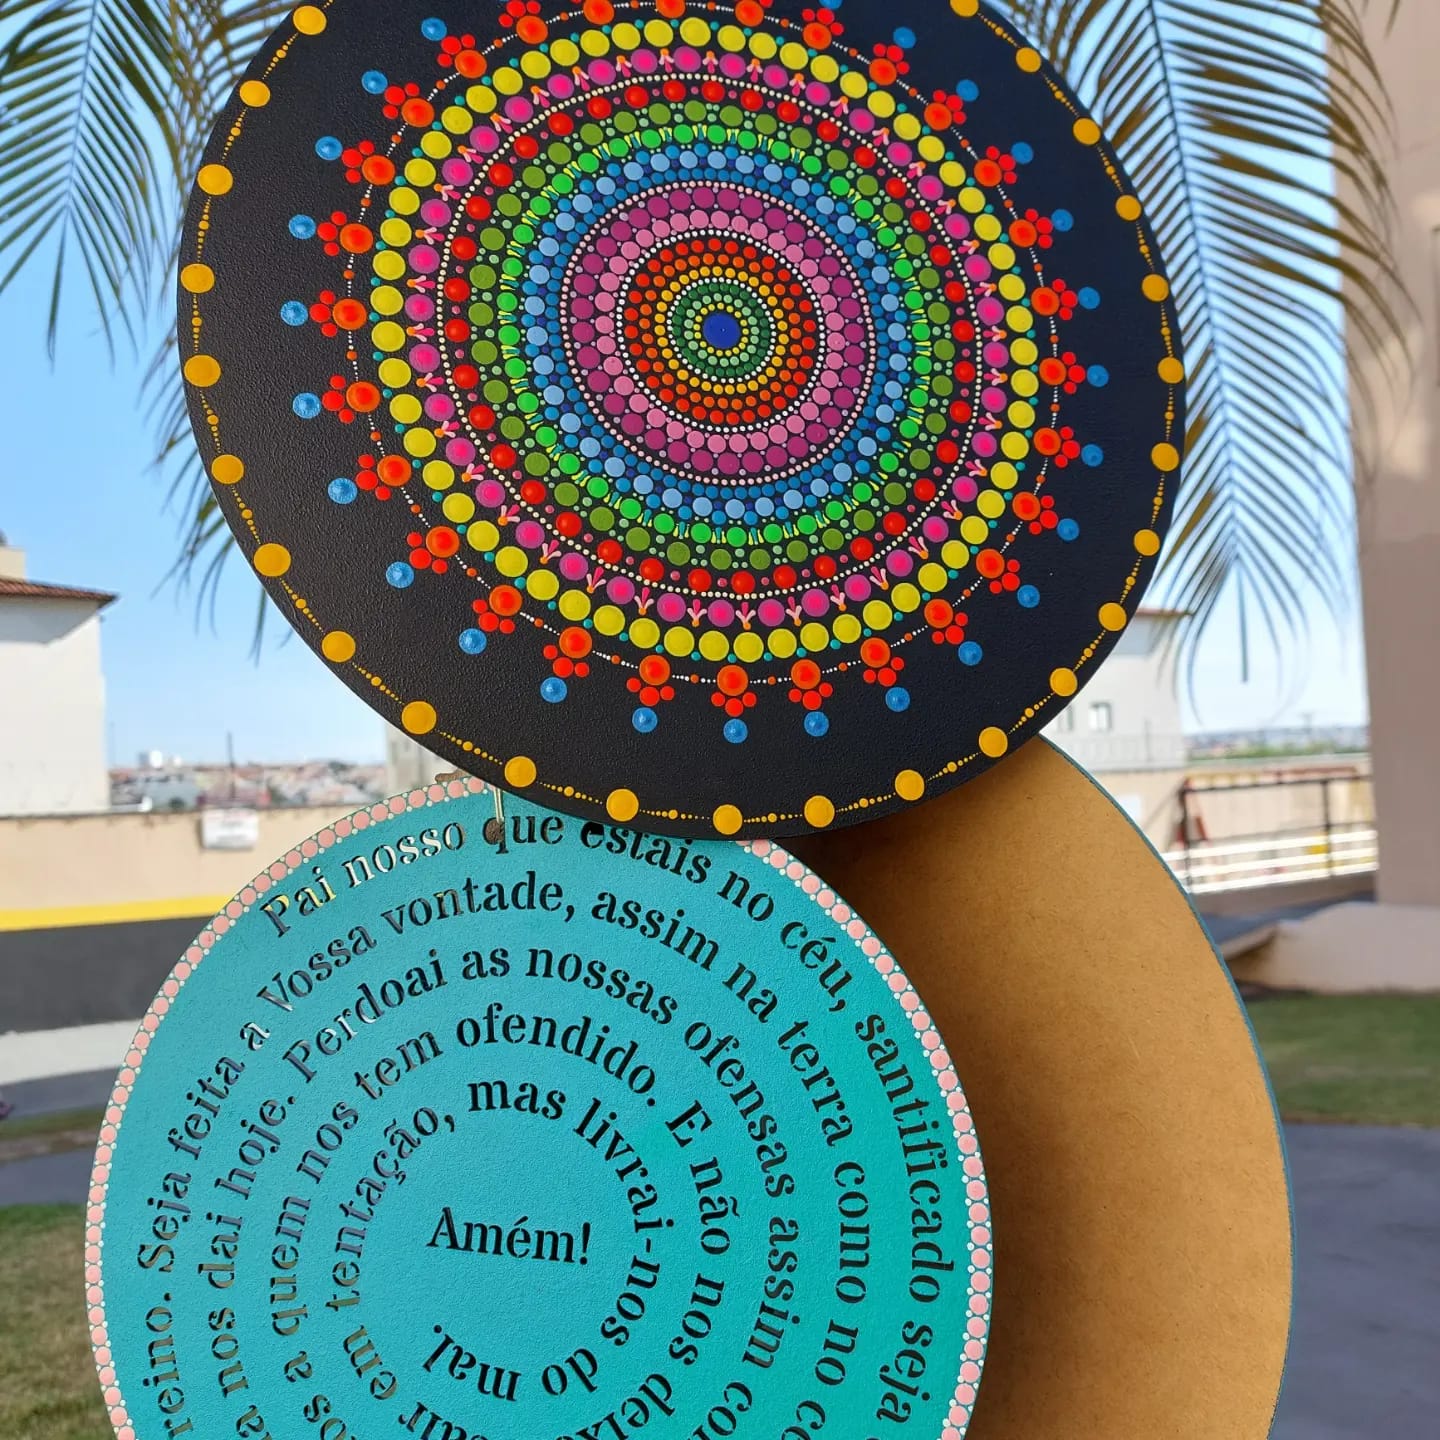 Pai nosso que estais no céu, santificado seja
reino. Seja feita a Vossa vontade, assim na terra como no
nos dai hoje. Perdoai as nossas ofensas assim
a quem nos tem ofendido. E não nos
em tentação, mas livrai-nos do mal.
Amém!